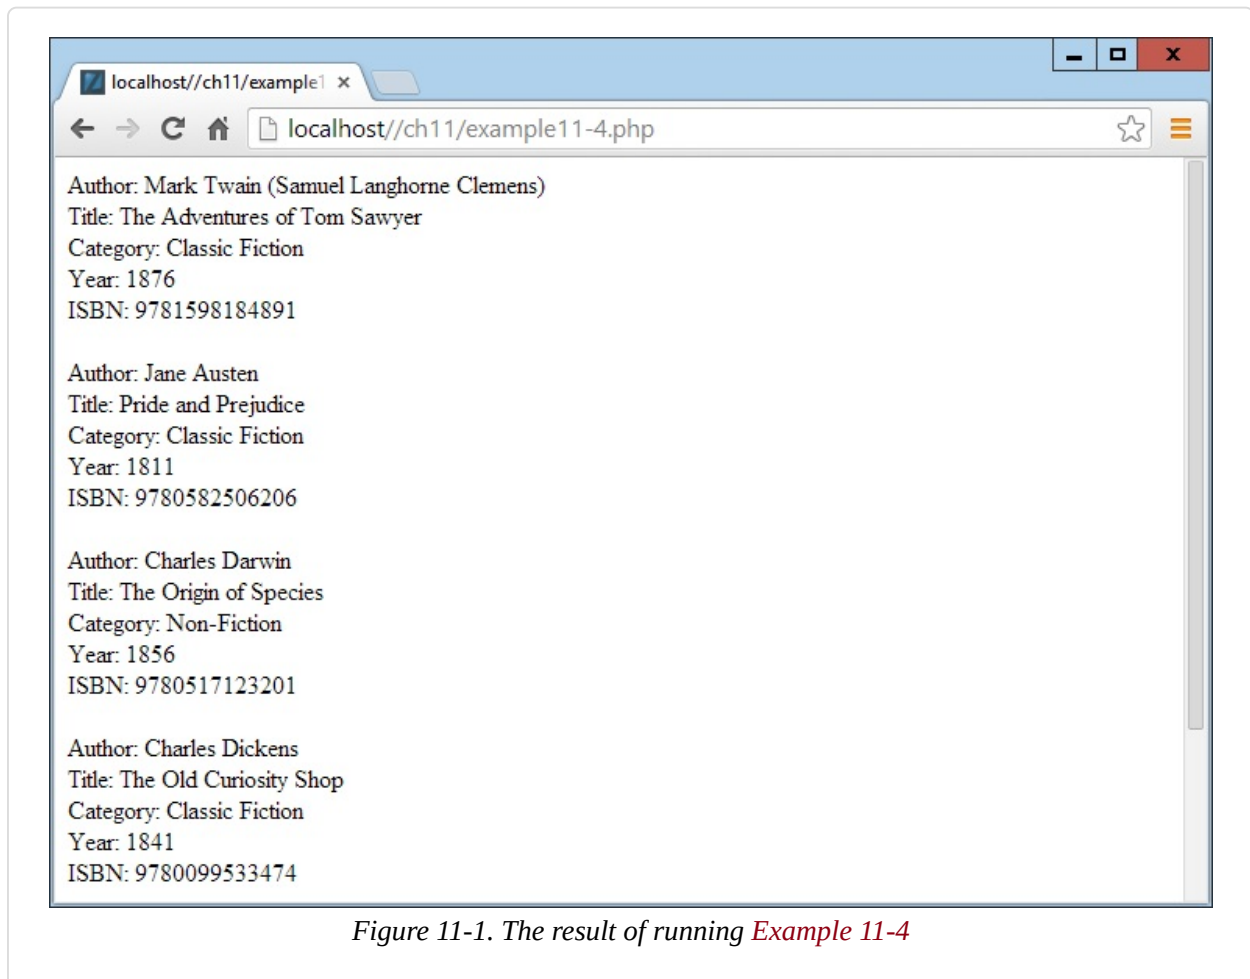 localhost//ch11/example1
localhost//ch11/example11-4.php
Author: Mark Twain (Samuel Langhorne Clemens)
Title: The Adventures of Tom Sawyer
Category: Classic Fiction
Year: 1876
ISBN: 9781598184891
Author: Jane Austen
Title: Pride and Prejudice
Category: Classic Fiction
Year: 1811
ISBN: 9780582506206
Author: Charles Darwin
Title: The Origin of Species
Category: Non-Fiction
Year: 1856
ISBN: 9780517123201
Author: Charles Dickens
Title: The Old Curiosity Shop
Category: Classic Fiction
Year: 1841
ISBN: 9780099533474
Figure 11-1. The result of running Example 11-4